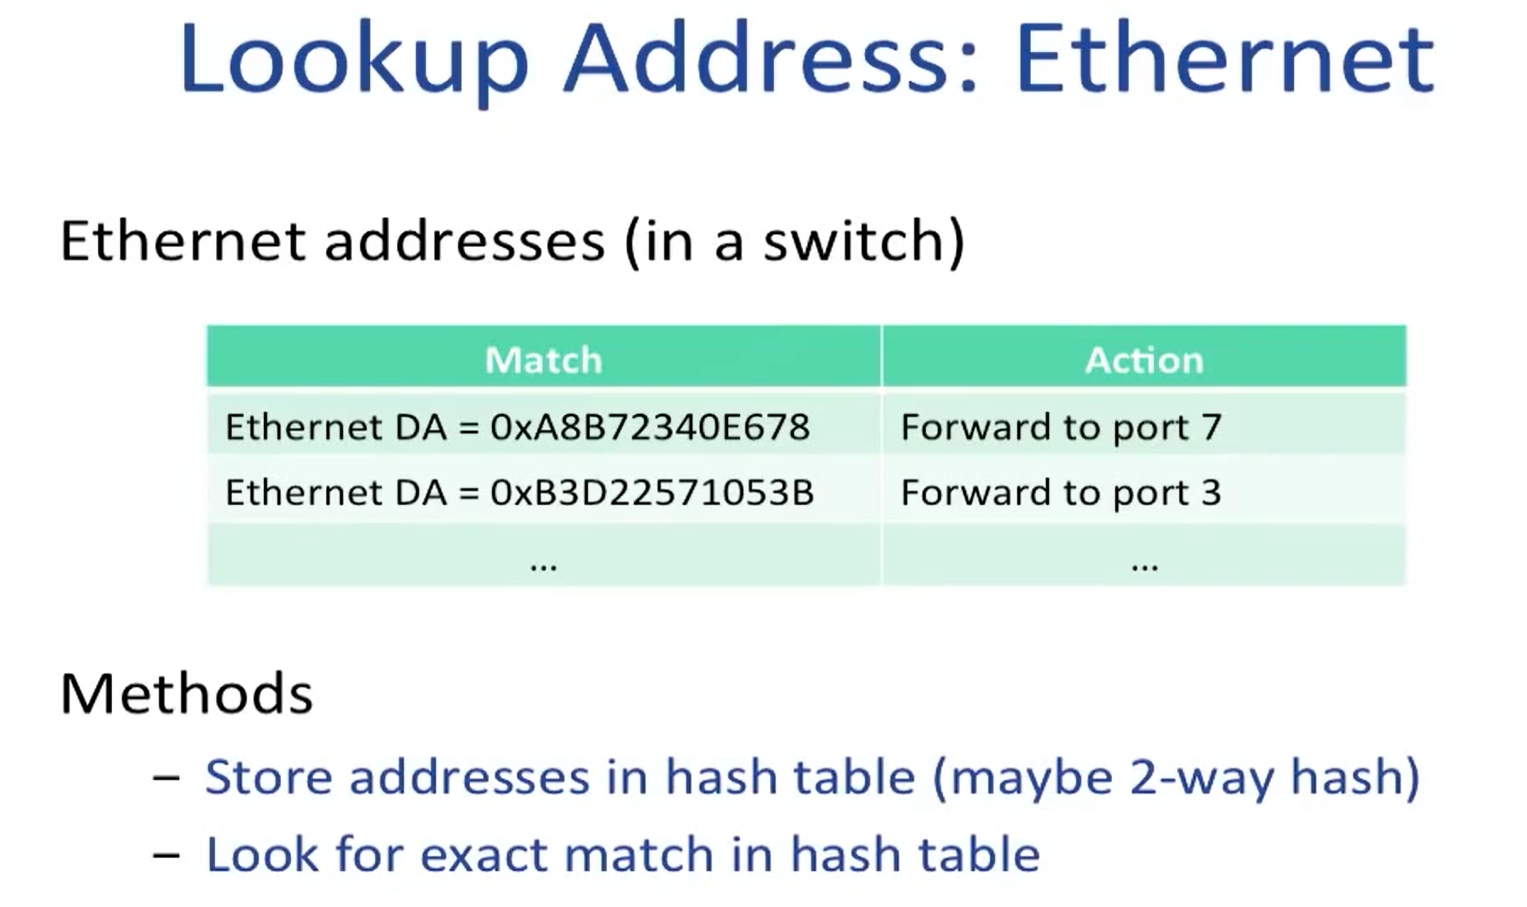 Lookup Address: Ethernet
Ethernet addresses (in a switch)
Match Action
Ethernet DA = 0xA8B72340E678 Forward to port 7
Ethernet DA = 0xB3D22571053B Forward to port 3
... ...
Methods
– Store addresses in hash table (maybe 2-way hash)
– Look for exact match in hash table